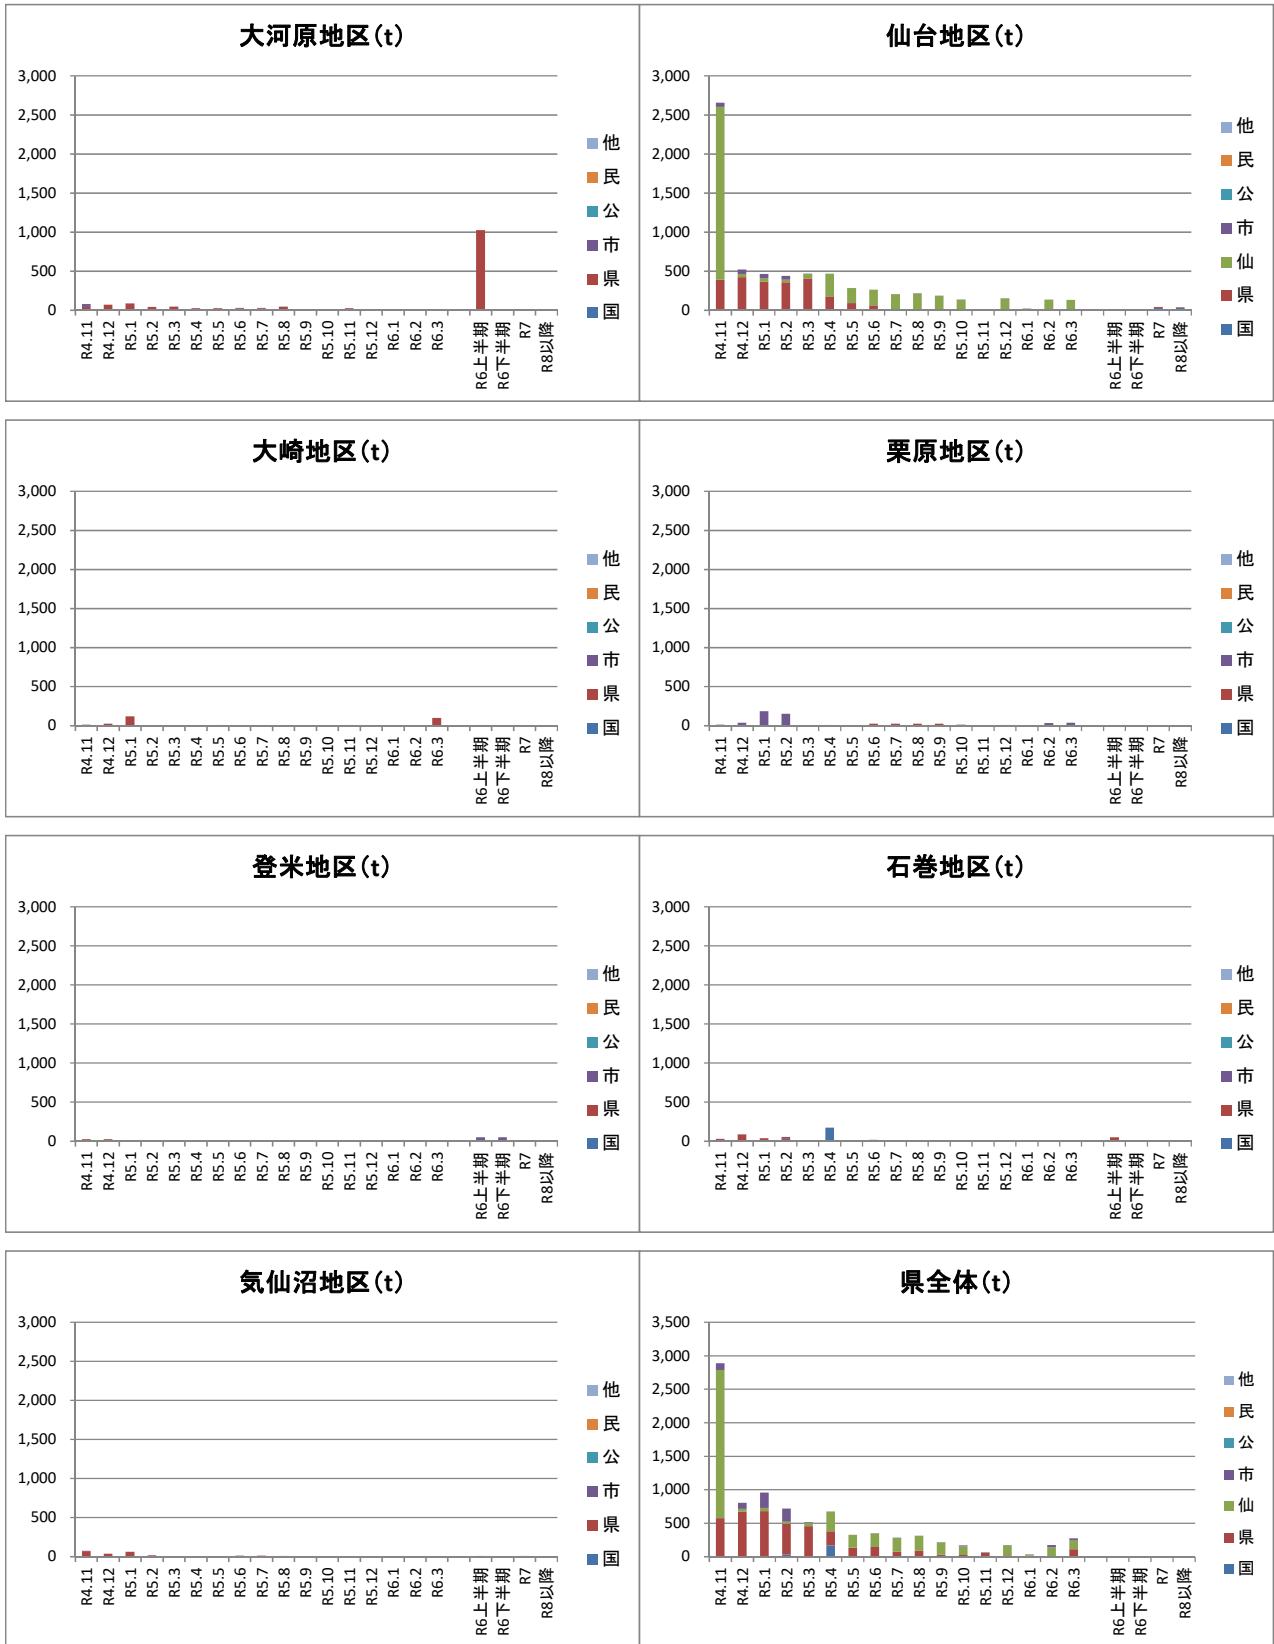 大河原地区(t)
3,000
2,500
2,000
1,500
1,000
500
0
R4.11
R4.12
R5.1
R5.2
R5.3
R5.4
R5.5
R5.6
R5.7
R5.8
R5.9
R5.10
R5.11
R5.12
R6.1
R6.2
R6.3
R6上半期
R6下半期
R7
R8以降
他
民
公
市
県
国
仙台地区(t)
3,000
2,500
2,000
1,500
1,000
500
0
R4.11
R4.12
R5.1
R5.2
R5.3
R5.4
R5.5
R5.6
R5.7
R5.8
R5.9
R5.10
R5.11
R5.12
R6.1
R6.2
R6.3
R6上半期
R6下半期
R7
R8以降
他
民
公
市
仙
県
国
大崎地区(t)
3,000
2,500
2,000
1,500
1,000
500
0
R4.11
R4.12
R5.1
R5.2
R5.3
R5.4
R5.5
R5.6
R5.7
R5.8
R5.9
R5.10
R5.11
R5.12
R6.1
R6.2
R6.3
R6上半期
R6下半期
R7
R8以降
他
民
公
市
県
国
栗原地区(t)
3,000
2,500
2,000
1,500
1,000
500
0
R4.11
R4.12
R5.1
R5.2
R5.3
R5.4
R5.5
R5.6
R5.7
R5.8
R5.9
R5.10
R5.11
R5.12
R6.1
R6.2
R6.3
R6上半期
R6下半期
R7
R8以降
他
民
公
市
県
国
登米地区(t)
3,000
2,500
2,000
1,500
1,000
500
0
R4.11
R4.12
R5.1
R5.2
R5.3
R5.4
R5.5
R5.6
R5.7
R5.8
R5.9
R5.10
R5.11
R5.12
R6.1
R6.2
R6.3
R6上半期
R6下半期
R7
R8以降
他
民
公
市
県
国
石巻地区(t)
3,000
2,500
2,000
1,500
1,000
500
0
R4.11
R4.12
R5.1
R5.2
R5.3
R5.4
R5.5
R5.6
R5.7
R5.8
R5.9
R5.10
R5.11
R5.12
R6.1
R6.2
R6.3
R6上半期
R6下半期
R7
R8以降
他
民
公
市
県
国
気仙沼地区(t)
3,000
2,500
2,000
1,500
1,000
500
0
R4.11
R4.12
R5.1
R5.2
R5.3
R5.4
R5.5
R5.6
R5.7
R5.8
R5.9
R5.10
R5.11
R5.12
R6.1
R6.2
R6.3
R6上半期
R6下半期
R7
R8以降
他
民
公
市
県
国
県全体(t)
3,500
3,000
2,500
2,000
1,500
1,000
500
0
R4.11
R4.12
R5.1
R5.2
R5.3
R5.4
R5.5
R5.6
R5.7
R5.8
R5.9
R5.10
R5.11
R5.12
R6.1
R6.2
R6.3
R6上半期
R6下半期
R7
R8以降
他
民
公
市
仙
県
国